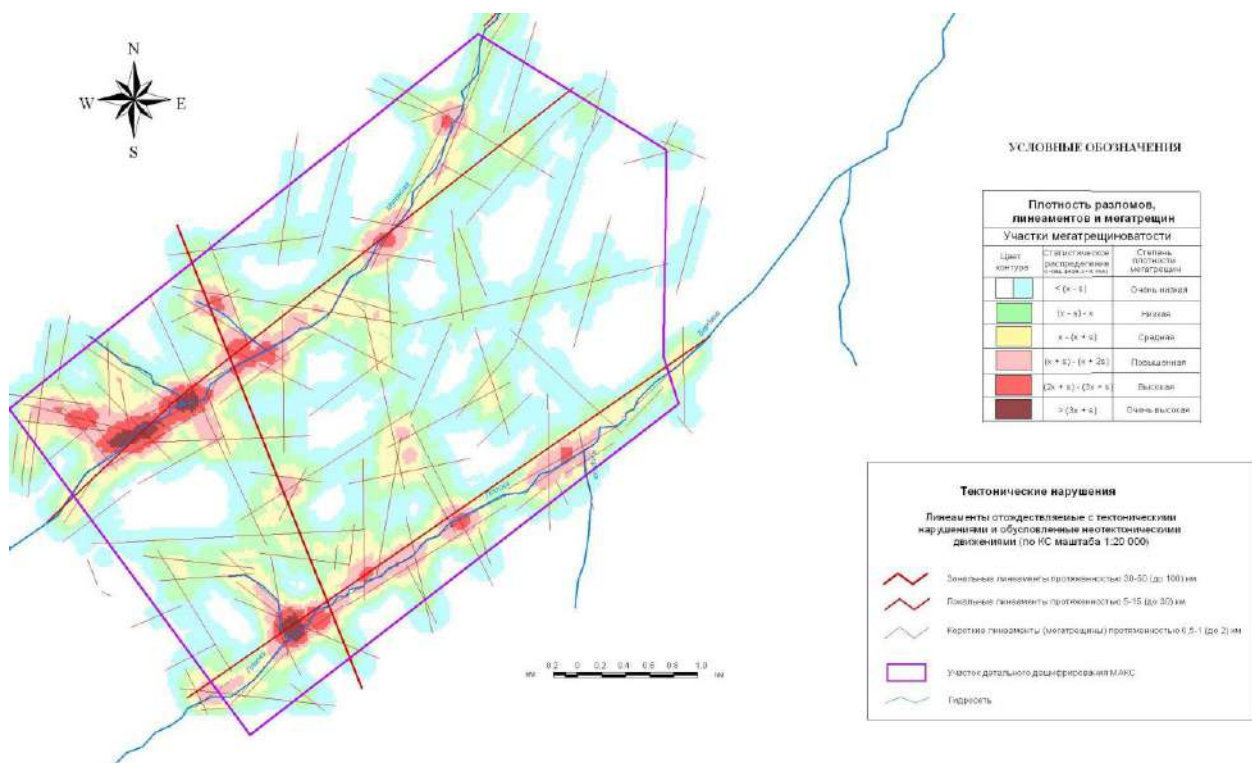 N
W E
S
УСЛОВНЫЕ ОБОЗНАЧЕНИЯ
Плотность разломов,
линеаментов и мегатрещин
Участки мегатрещиноватости
Цвет
контура
Статистическое
распределение
Степень
плотности
мегатрещин
< (x - s)
Очень низкая
(x - s) - x
Низкая
x - (x + s)
Средняя
(x + s) - (x + 2s)
Повышенная
(2x + s) - (3x + s)
Высокая
> (3x + s)
Очень высокая
Тектонические нарушения
Линеаменты отождествляемые с тектоническими
нарушениями и обусловленные неотектоническими
движениями (по КС масштаба 1:20 000)
Зональные линеаменты протяженностью 30-50 (до 100) км
Локальные линеаменты протяженностью 5-15 (до 30) км
Короткие линеаменты (мегатрещины) протяженностью 0,5-1 (до 2) км
Участок детального дешифрирования МАКС
Гидросеть
0.2 0 0.2 0.4 0.6 0.8 1.0
км км